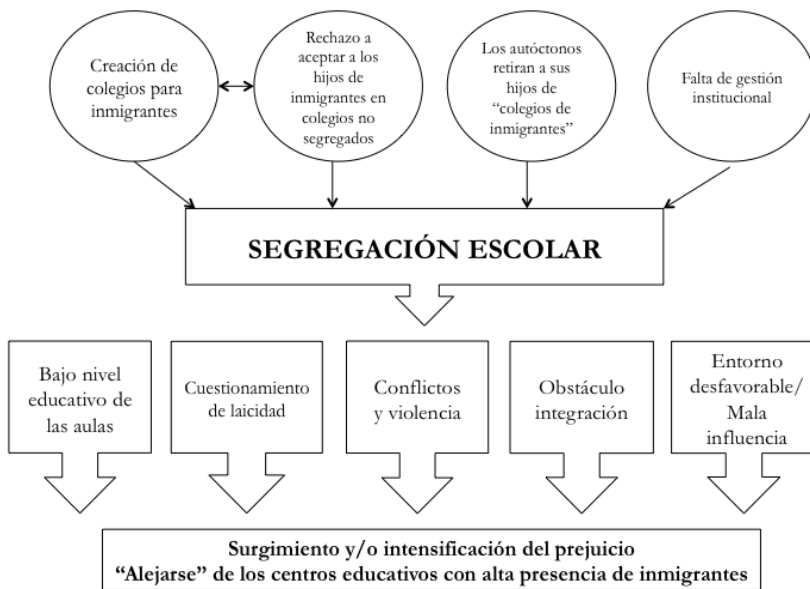 Creación de
colegios para
inmigrantes
Rechazo a
aceptar a los
hijos de
inmigrantes en
colegios no
segregados
Los autóctonos
retiran a sus
hijos de
“colegios de
inmigrantes”
Falta de gestión
institucional
SEGREGACIÓN ESCOLAR
Bajo nivel
educativo de
las aulas
Cuestionamiento
de laicidad
Conflictos
y violencia
Obstáculo
integración
Entorno
desfavorable/
Mala
influencia
Surgimiento y/o intensificación del prejuicio
“Alejarse” de los centros educativos con alta presencia de inmigrantes